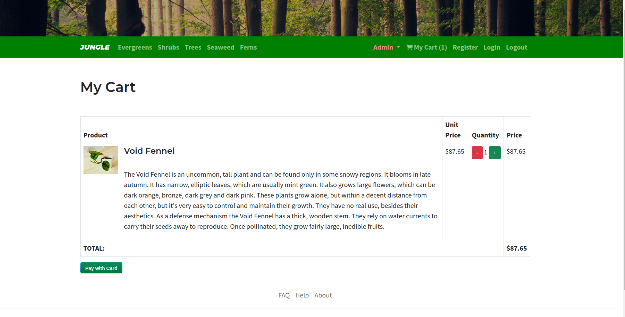 JUNGLE Evergreens Shrubs Trees Seaweed Ferns Admin My Cart (1) Register Login Logout
My Cart
Product Unit Price Quantity Price
Void Fennel $87.65 - 1 + $87.65
The Void Fennel is an uncommon, tall plant and can be found only in some snowy regions. It blooms in late
autumn. It has narrow, elliptic leaves, which are usually mint green. It also grows large flowers, which can be
dark orange, bronze, dark grey and dark pink. These plants grow alone, but within a decent distance from
each other, but it's very easy to control and maintain their growth. They have no real use, besides their
aesthetics. As a defense mechanism the Void Fennel has a thick, wooden stem. They rely on water currents to
carry their seeds away to reproduce. Once pollinated, they grow fairly large, inedible fruits.
TOTAL: $87.65
Pay with Card
FAQ Help About